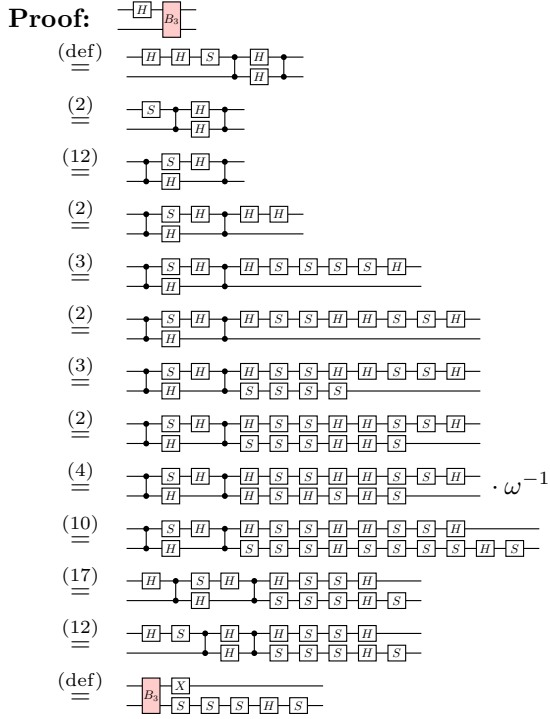 Proof: H B₃
(def) H H S H
= H
(2) S H
= H
(12) S H
= H
(2) S H H H
= H
(3) S H H S S S S H
= H
(2) S H H S S H H S S H
= H
(3) S H H S S H H S S H
= H S S S S
(2) S H H S S H H S S H
= H S S S H H S
(4) S H H S S H H S S H
= H H S H S H S · ω⁻¹
(10) S H H S S H H S S H
= H
(17) H S H H S S H
= H S S S H S
(12) H S H H S S H
= H S S S H S
(def) B₃ X
= S S S H S